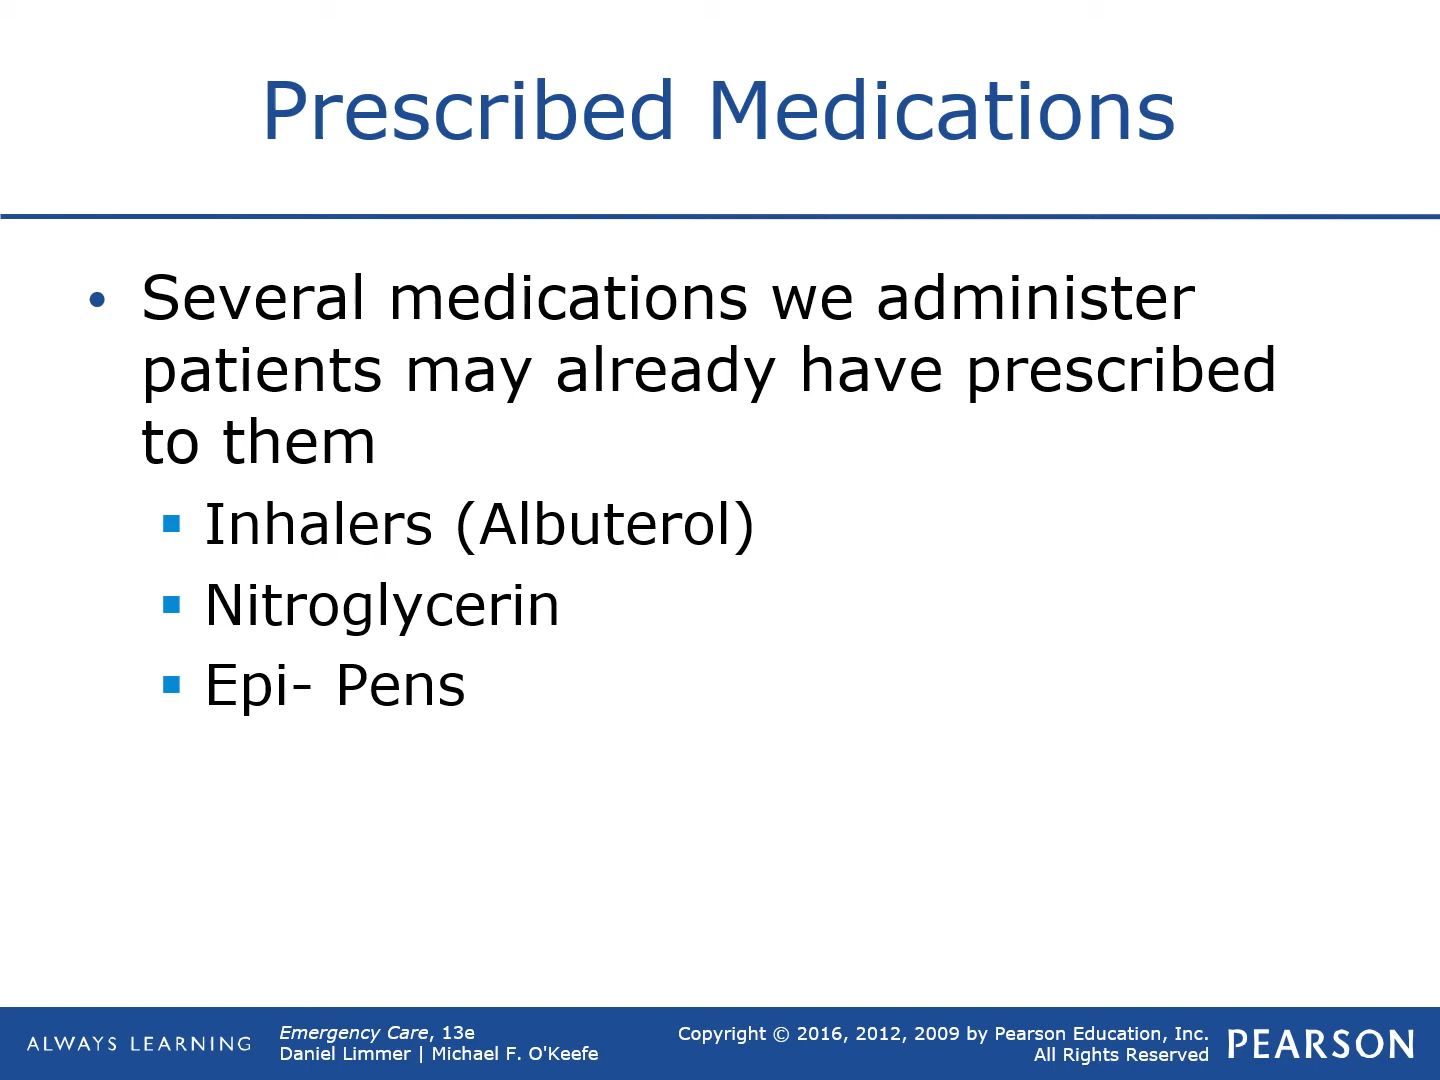 Prescribed Medications
• Several medications we administer
patients may already have prescribed
to them
▪ Inhalers (Albuterol)
▪ Nitroglycerin
▪ Epi- Pens
ALWAYS LEARNING
Emergency Care, 13e
Daniel Limmer | Michael F. O'Keefe
Copyright © 2016, 2012, 2009 by Pearson Education, Inc.
All Rights Reserved
PEARSON